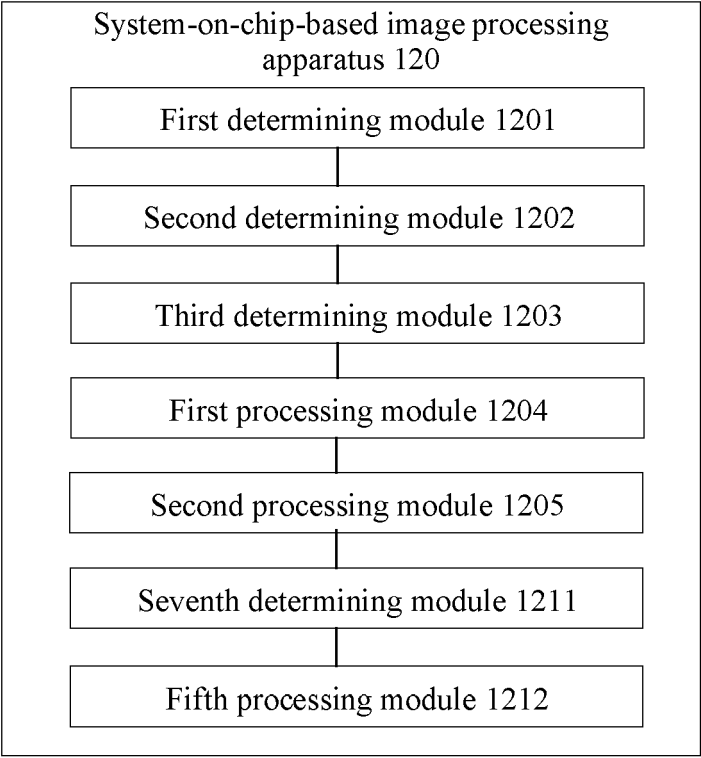 System-on-chip-based image processing
apparatus 120
First determining module 1201
Second determining module 1202
Third determining module 1203
First processing module 1204
Second processing module 1205
Seventh determining module 1211
Fifth processing module 1212